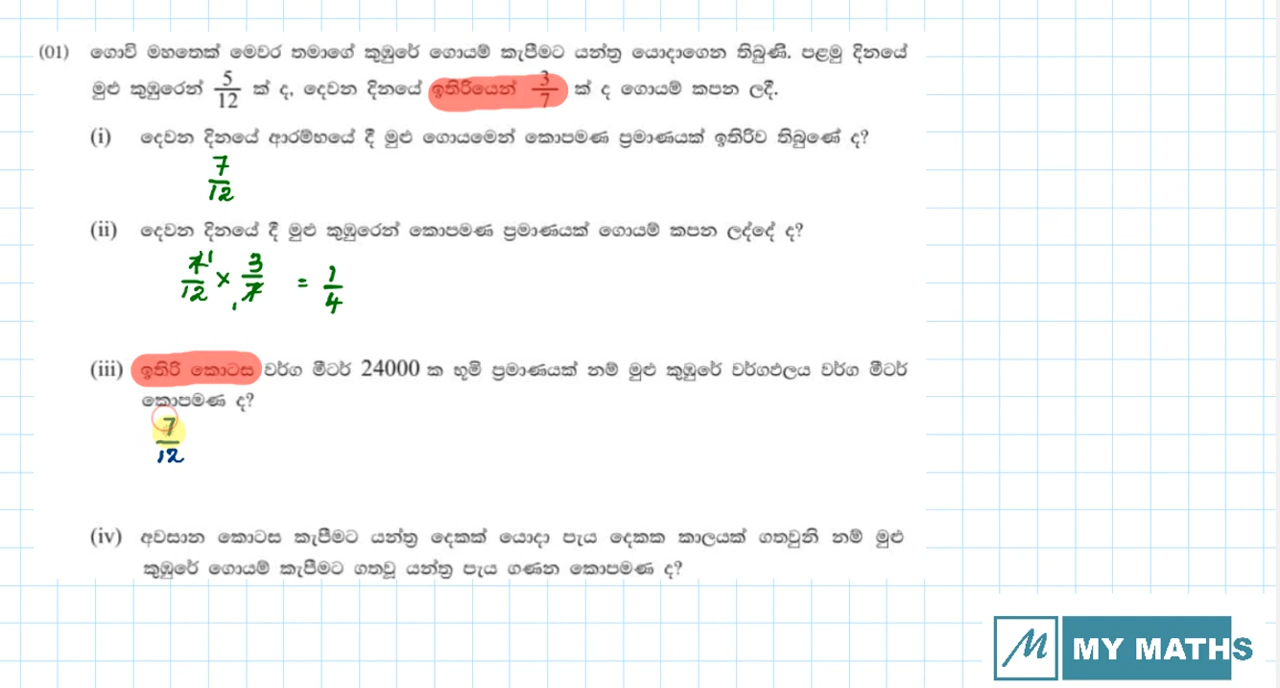 (01) ගොවි මහතෙක් මෙවර තමාගේ කුඹුරේ ගොයම් කැපීමට යන්ත්‍ර යොදාගෙන තිබුණි. පළමු දිනයේ
මුළු කුඹුරෙන් 5/12 ක් ද, දෙවන දිනයේ ඉතිරියෙන් 3/7 ක් ද ගොයම් කපන ලදී.
(i) දෙවන දිනයේ ආරම්භයේ දී මුළු ගොයමෙන් කොපමණ ප්‍රමාණයක් ඉතිරිව තිබුණේ ද?
7/12
(ii) දෙවන දිනයේ දී මුළු කුඹුරෙන් කොපමණ ප්‍රමාණයක් ගොයම් කපන ලද්දේ ද?
7 1/12 × 3/7 1 = 1/4
(iii) ඉතිරි කොටස වර්ග මීටර් 24000 ක භූමි ප්‍රමාණයක් නම් මුළු කුඹුරේ වර්ගඵලය වර්ග මීටර්
කොපමණ ද?
7/12
(iv) අවසාන කොටස කැපීමට යන්ත්‍ර දෙකක් යොදා පැය දෙකක කාලයක් ගතවුනි නම් මුළු
කුඹුරේ ගොයම් කැපීමට ගතවූ යන්ත්‍ර පැය ගණන කොපමණ ද?
M MY MATHS